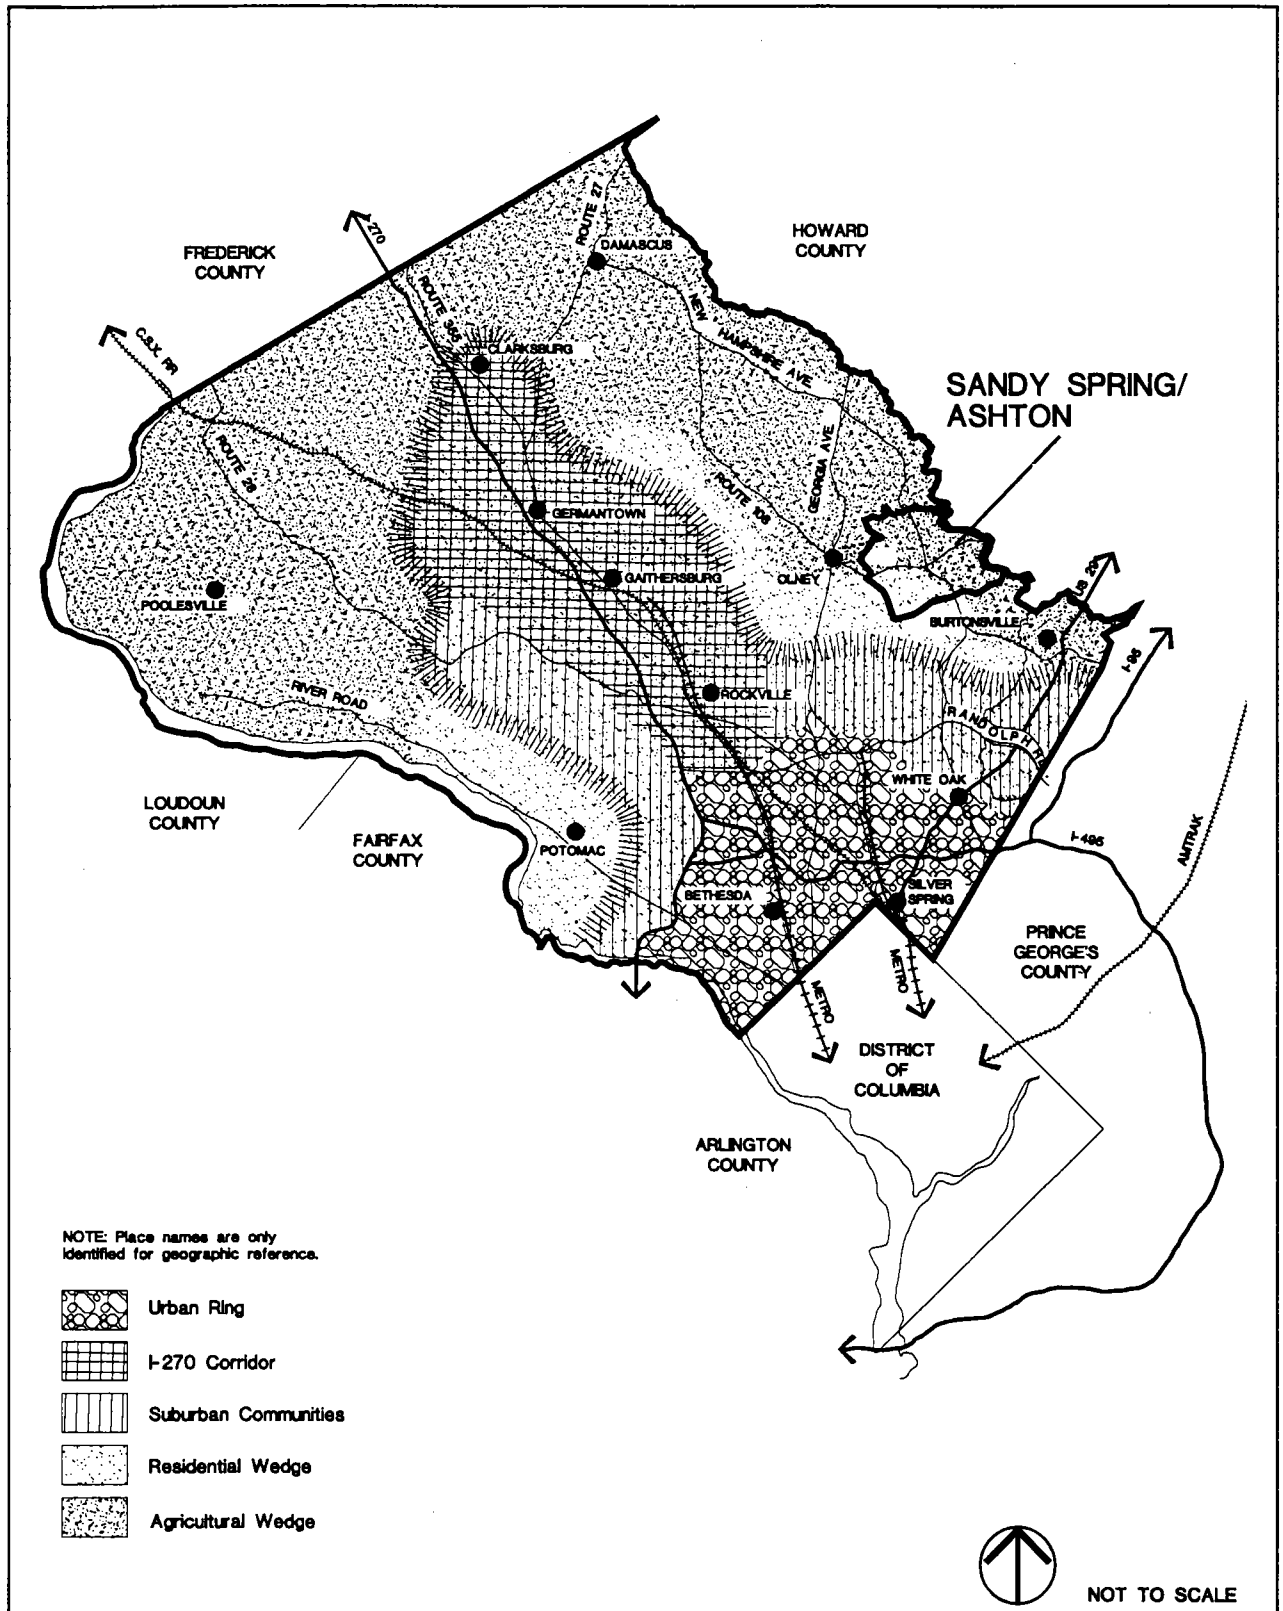 FREDERICK
COUNTY
HOWARD
COUNTY
I-270
ROUTE 27
DAMASCUS
ROUTE 355
C.S.X. RR
CLARKSBURG
NEW HAMPSHIRE AVE.
SANDY SPRING/
ASHTON
ROUTE 28
GEORGIA AVE.
ROUTE 108
GERMANTOWN
OLNEY
GAITHERSBURG
US 29
POOLESVILLE
BURTONSVILLE
I-95
RIVER ROAD
ROCKVILLE
RANDOLPH RD.
WHITE OAK
LOUDOUN
COUNTY
FAIRFAX
COUNTY
POTOMAC
I-495
AMTRAK
BETHESDA
SILVER
SPRING
PRINCE
GEORGE'S
COUNTY
METRO
METRO
DISTRICT
OF
COLUMBIA
ARLINGTON
COUNTY
NOTE: Place names are only
identified for geographic reference.
Urban Ring
I-270 Corridor
Suburban Communities
Residential Wedge
Agricultural Wedge
NOT TO SCALE